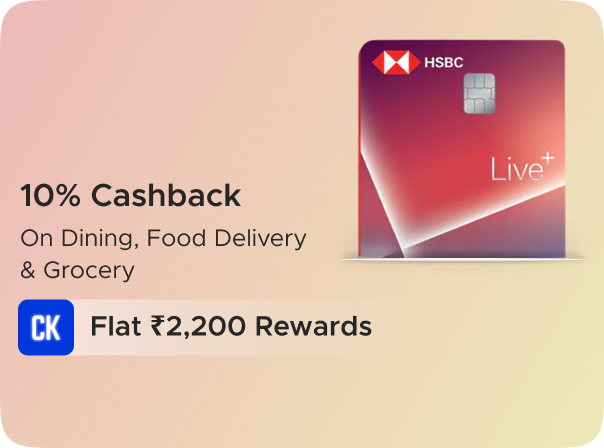 HSBC
Live+
10% Cashback
On Dining, Food Delivery
& Grocery
CK
Flat ₹2,200 Rewards